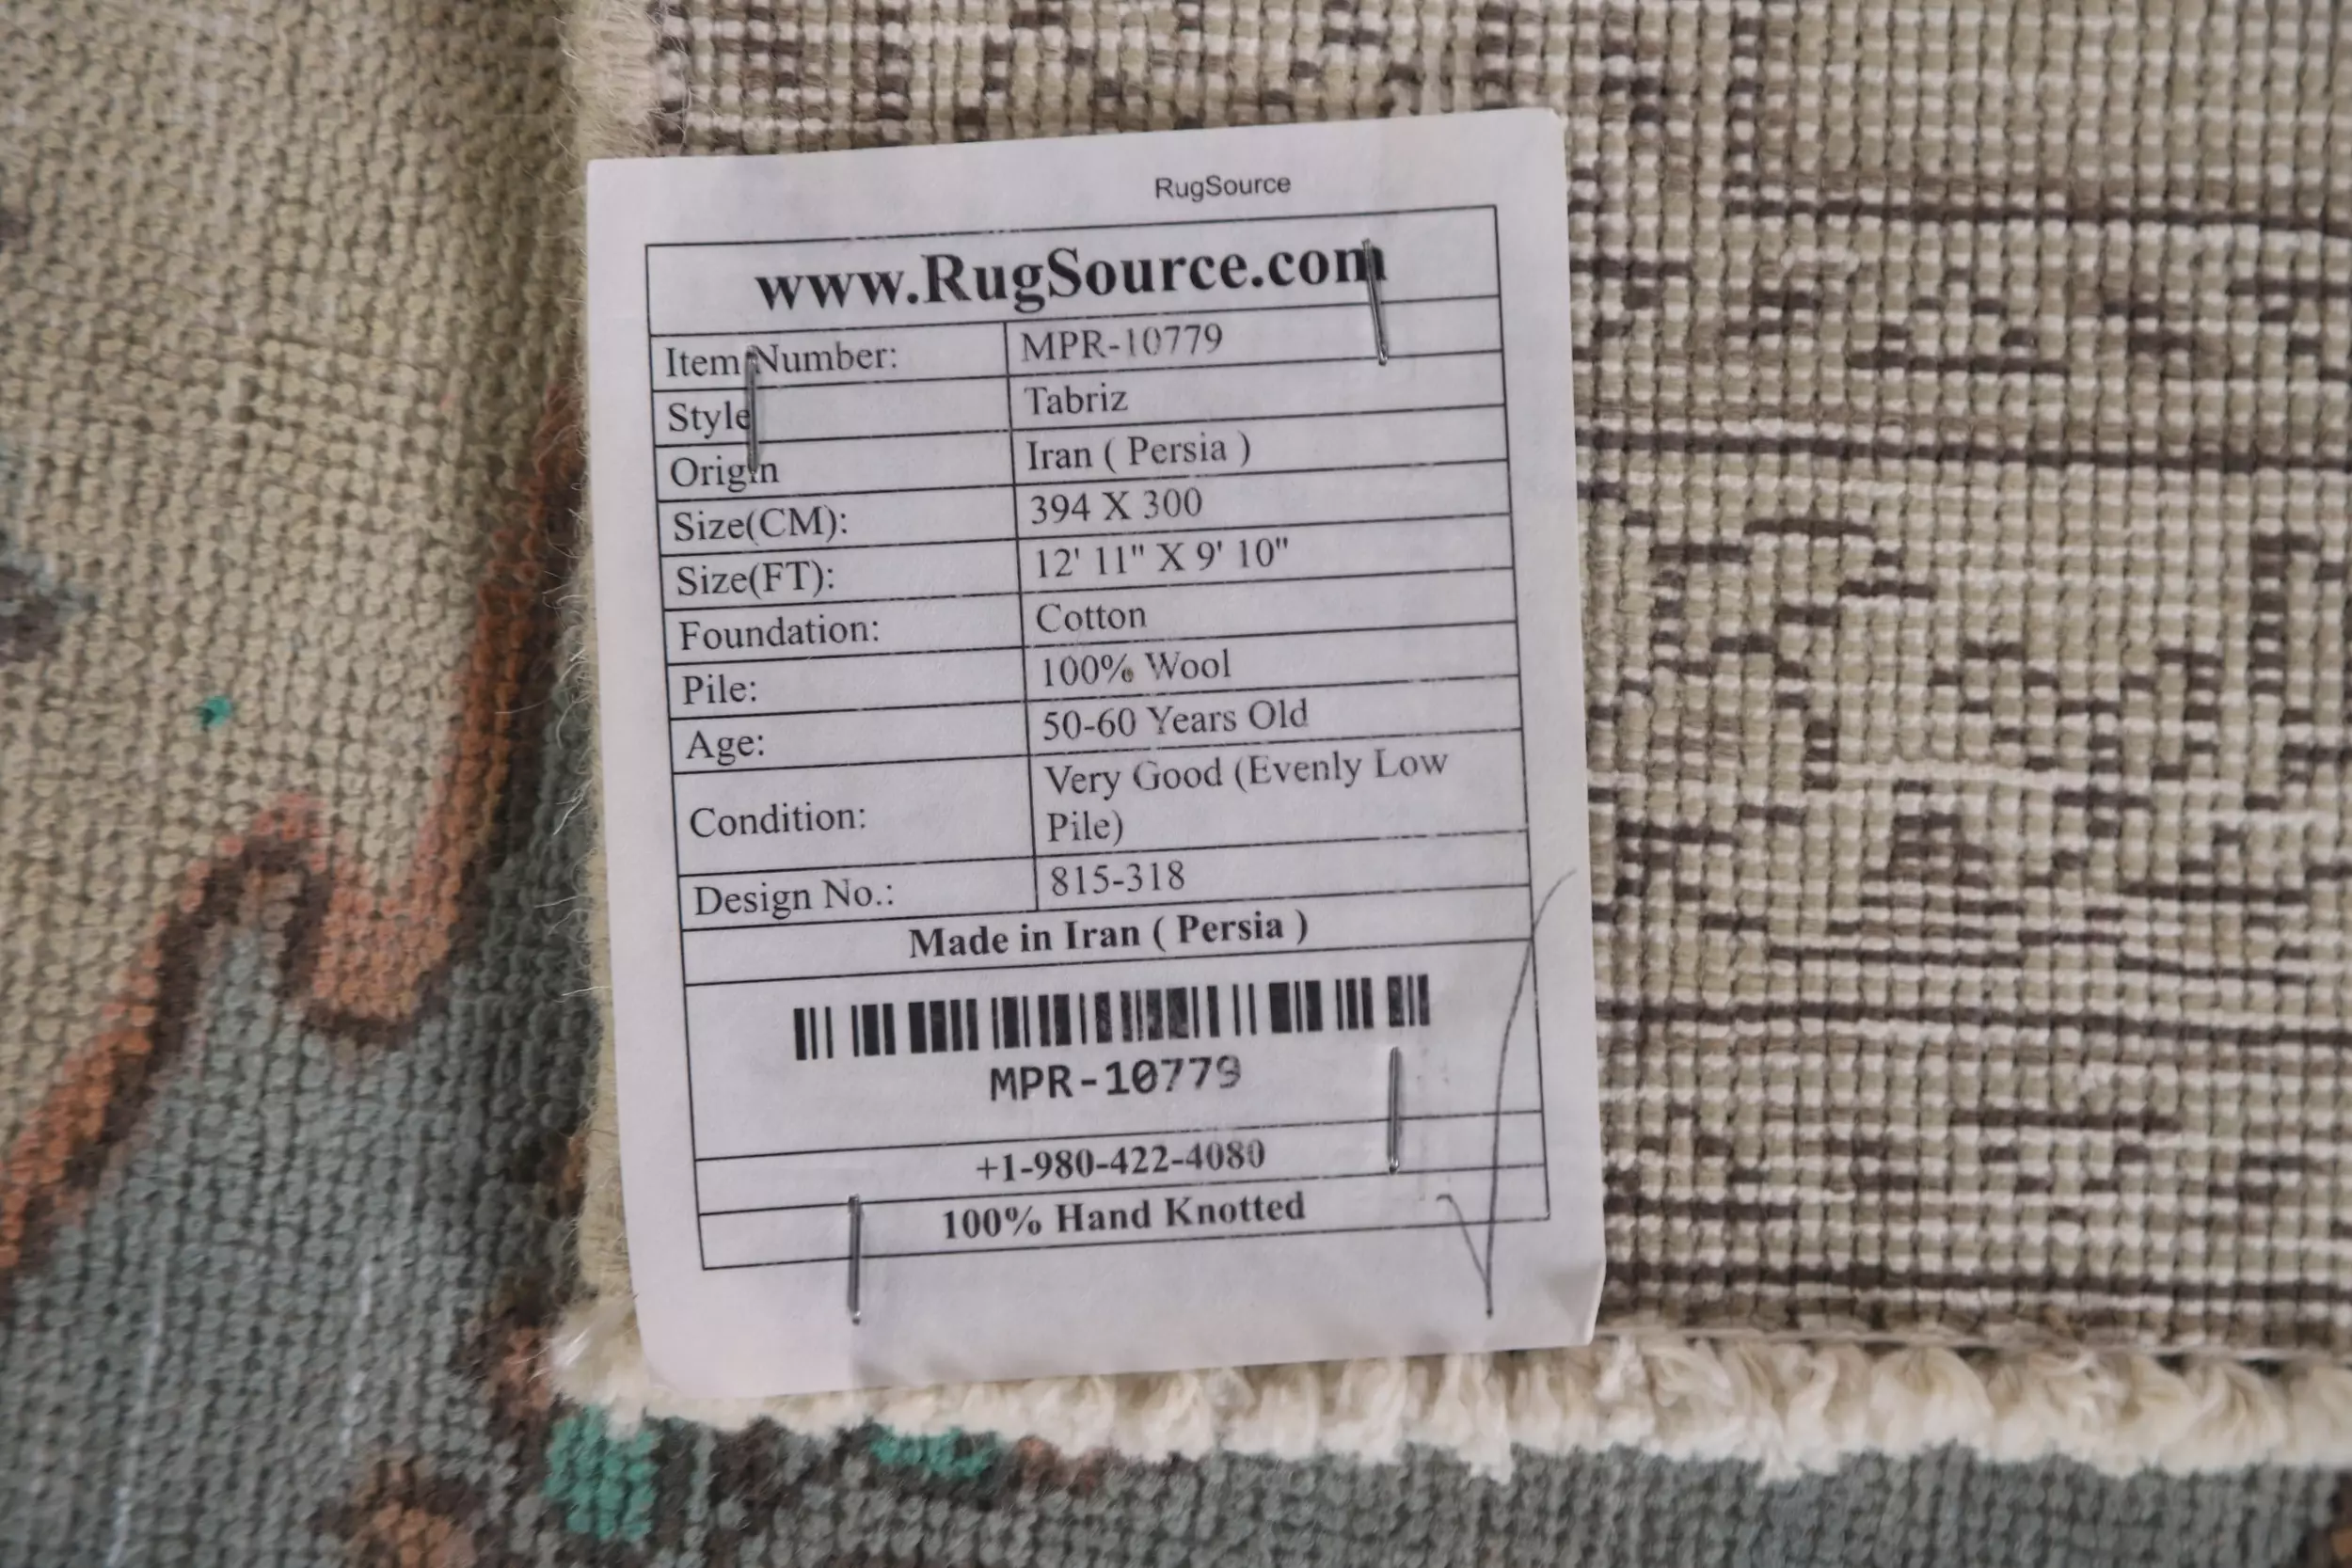 RugSource
www.RugSource.com
Item Number: MPR-10779
Style Tabriz
Origin Iran ( Persia )
Size(CM): 394 X 300
Size(FT): 12' 11" X 9' 10"
Foundation: Cotton
Pile: 100% Wool
Age: 50-60 Years Old
Condition: Very Good (Evenly Low
Pile)
Design No.: 815-318
Made in Iran ( Persia )
MPR-10779
+1-980-422-4080
100% Hand Knotted